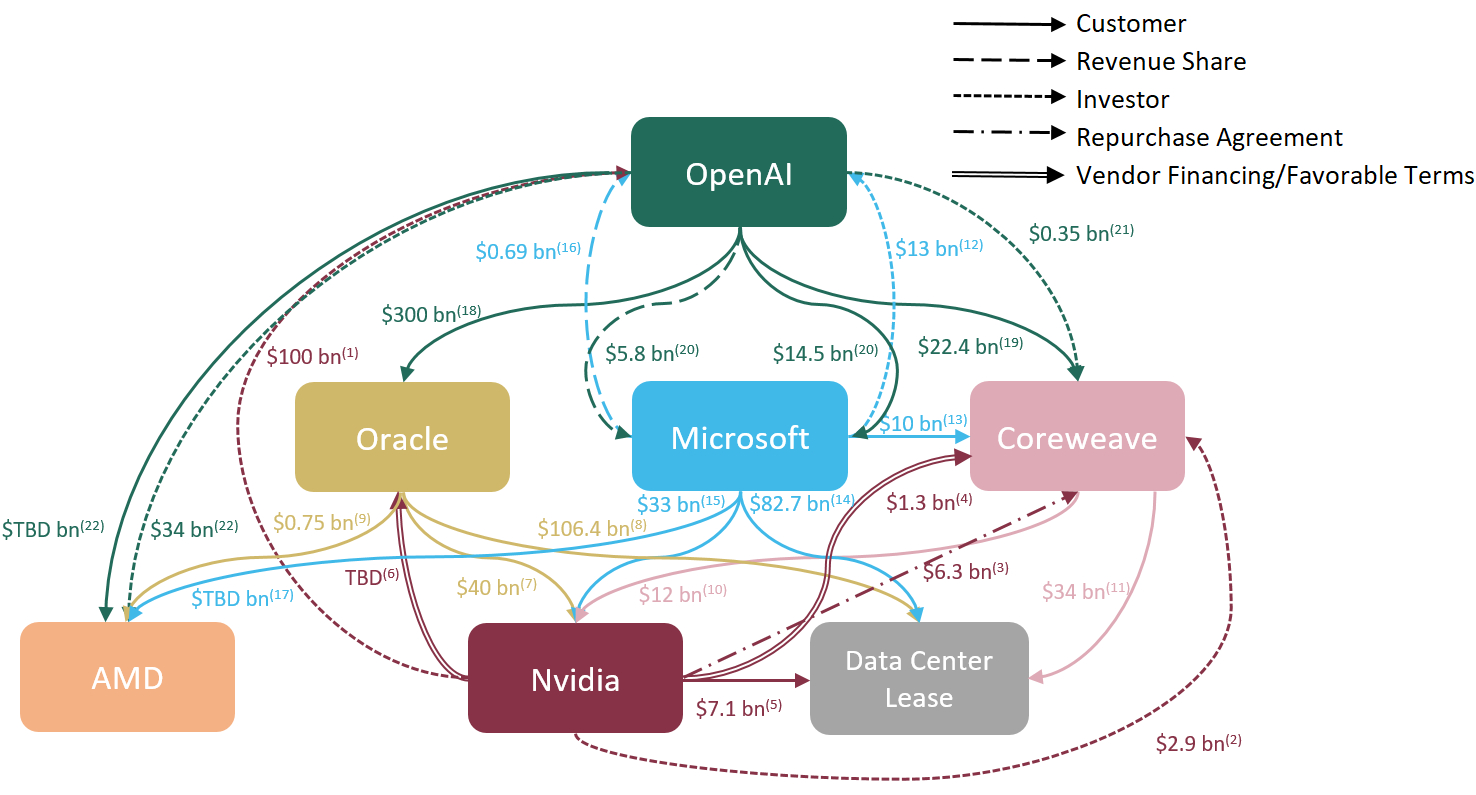 Customer
Revenue Share
Investor
Repurchase Agreement
Vendor Financing/Favorable Terms
OpenAI
$0.69 bn(16)
$13 bn(12)
$0.35 bn(21)
$300 bn(18)
$100 bn(1)
$5.8 bn(20)
$14.5 bn(20)
$22.4 bn(19)
Oracle
Microsoft
$10 bn(13)
Coreweave
$TBD bn(22)
$34 bn(22)
$0.75 bn(9)
$106.4 bn(8)
$33 bn(15)
$82.7 bn(14)
$1.3 bn(4)
TBD(6)
$40 bn(7)
$12 bn(10)
$6.3 bn(3)
$34 bn(11)
$TBD bn(17)
AMD
Nvidia
Data Center
Lease
$7.1 bn(5)
$2.9 bn(2)